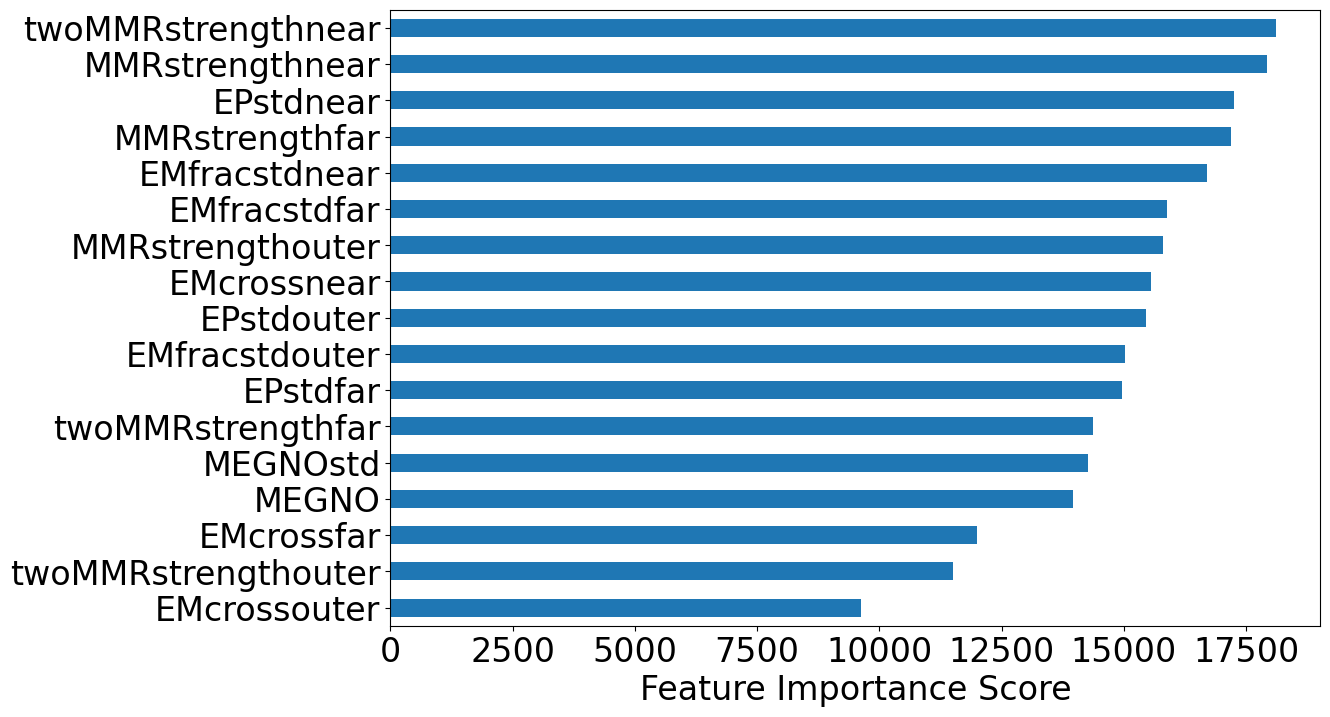 twoMMRstrengthnear
MMRstrengthnear
EPstdnear
MMRstrengthfar
EMfracstdnear
EMfracstdfar
MMRstrengthouter
EMcrossnear
EPstdouter
EMfracstdouter
EPstdfar
twoMMRstrengthfar
MEGNOstd
MEGNO
EMcrossfar
twoMMRstrengthouter
EMcrossouter
0 2500 5000 7500 10000 12500 15000 17500
Feature Importance Score